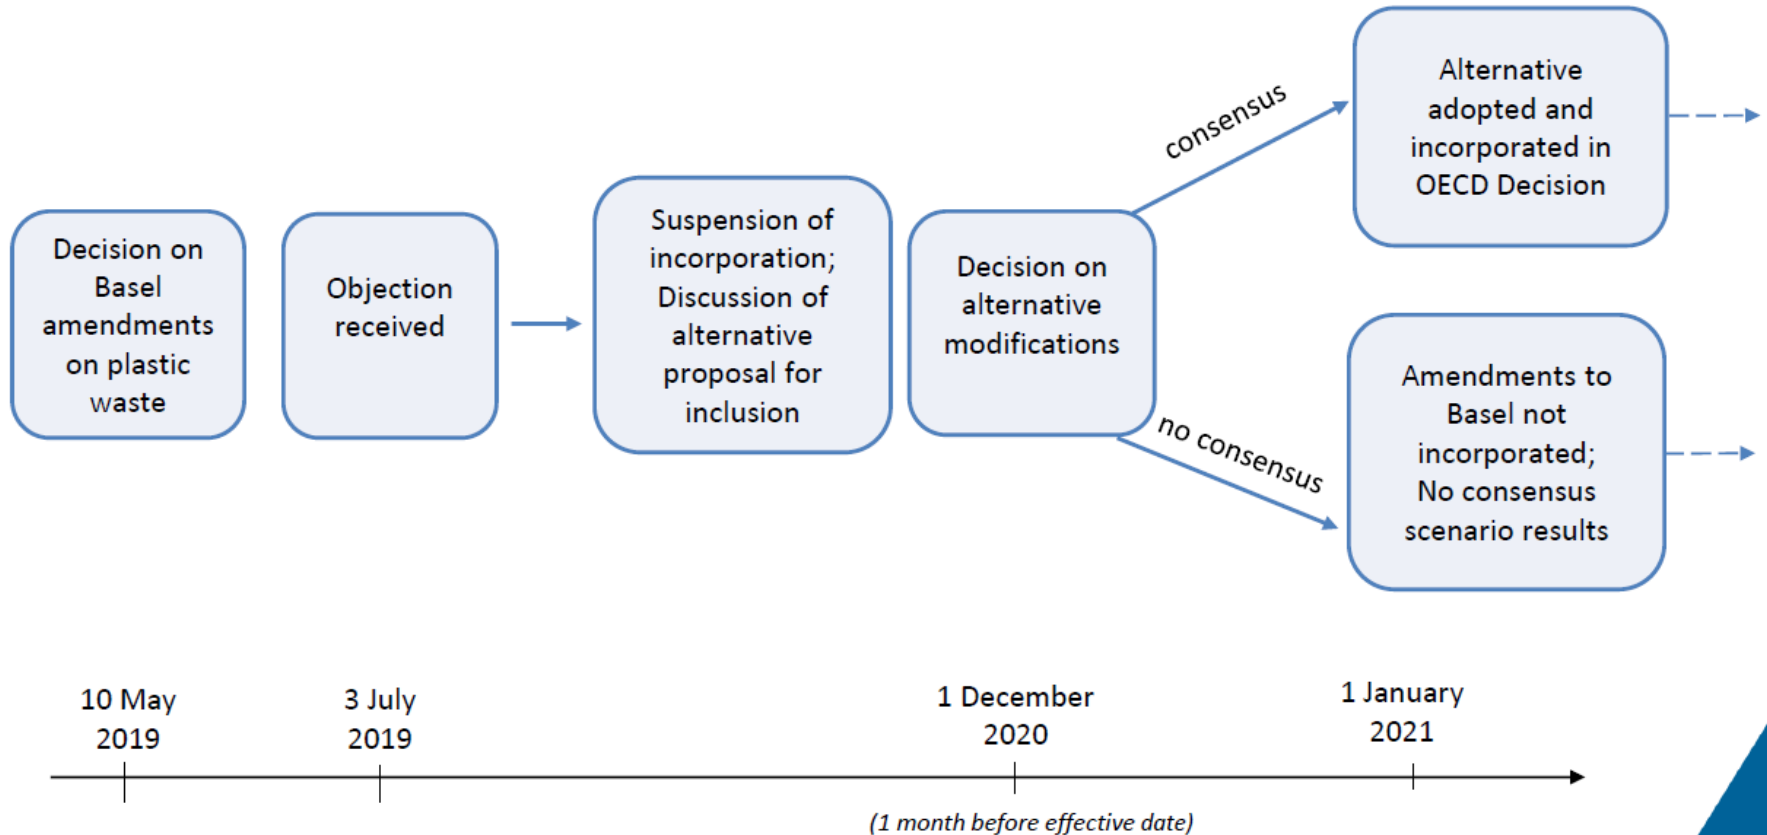 Decision on
Basel
amendments
on plastic
waste
Objection
received
Suspension of
incorporation;
Discussion of
alternative
proposal for
inclusion
Decision on
alternative
modifications
consensus
Alternative
adopted and
incorporated in
OECD Decision
no consensus
Amendments to
Basel not
incorporated;
No consensus
scenario results
10 May
2019
3 July
2019
1 December
2020
1 January
2021
(1 month before effective date)